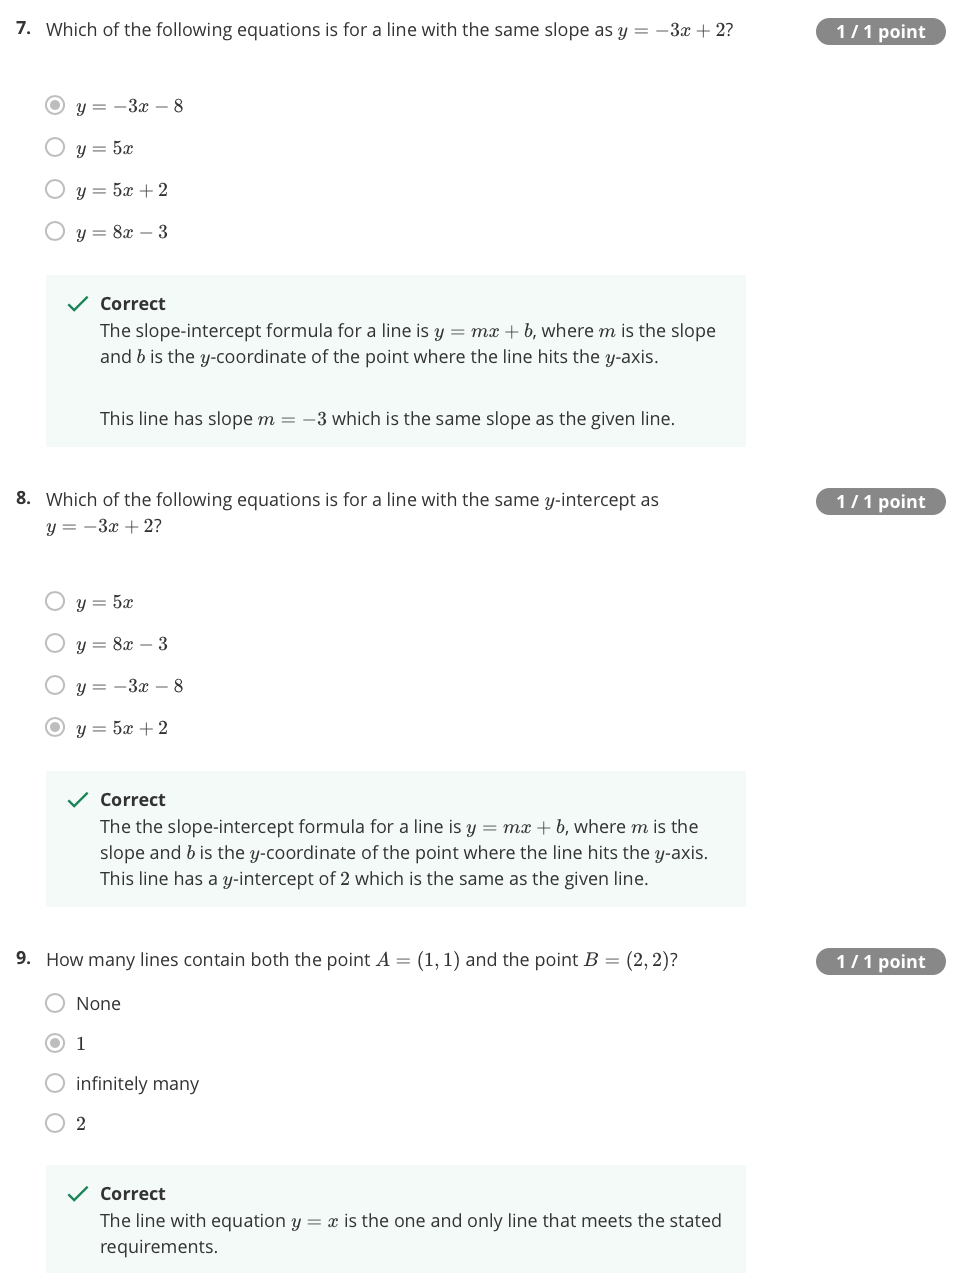 7. Which of the following equations is for a line with the same slope as y = −3x + 2?
1 / 1 point
y = −3x − 8
y = 5x
y = 5x + 2
y = 8x − 3
Correct
The slope-intercept formula for a line is y = mx + b, where m is the slope
and b is the y-coordinate of the point where the line hits the y-axis.
This line has slope m = −3 which is the same slope as the given line.
8. Which of the following equations is for a line with the same y-intercept as
y = −3x + 2?
1 / 1 point
y = 5x
y = 8x − 3
y = −3x − 8
y = 5x + 2
Correct
The the slope-intercept formula for a line is y = mx + b, where m is the
slope and b is the y-coordinate of the point where the line hits the y-axis.
This line has a y-intercept of 2 which is the same as the given line.
9. How many lines contain both the point A = (1, 1) and the point B = (2, 2)?
1 / 1 point
None
1
infinitely many
2
Correct
The line with equation y = x is the one and only line that meets the stated
requirements.